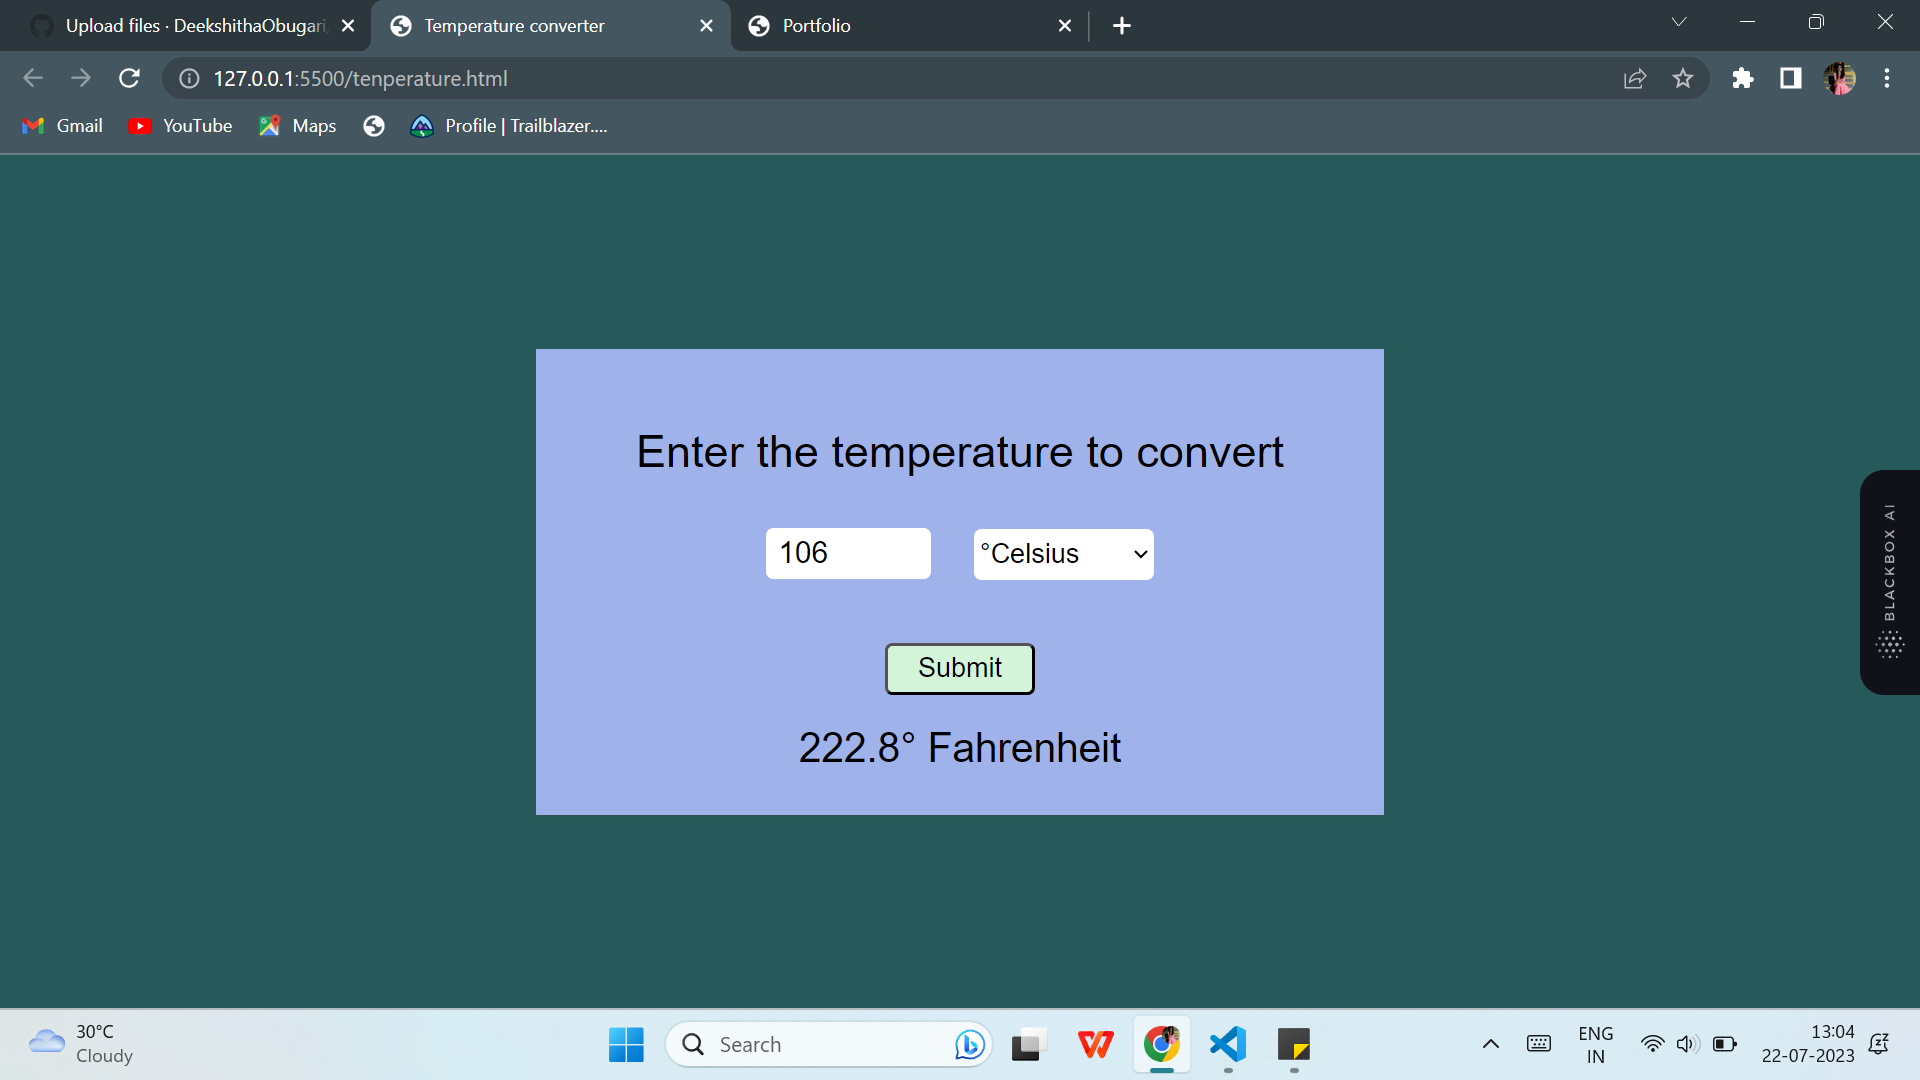 Upload files · DeekshithaObugari
Temperature converter
Portfolio
127.0.0.1:5500/tenperature.html
Gmail
YouTube
Maps
Profile | Trailblazer....
Enter the temperature to convert
106
°Celsius
Submit
222.8° Fahrenheit
BLACKBOX AI
30°C
Cloudy
Search
ENG
IN
13:04
22-07-2023